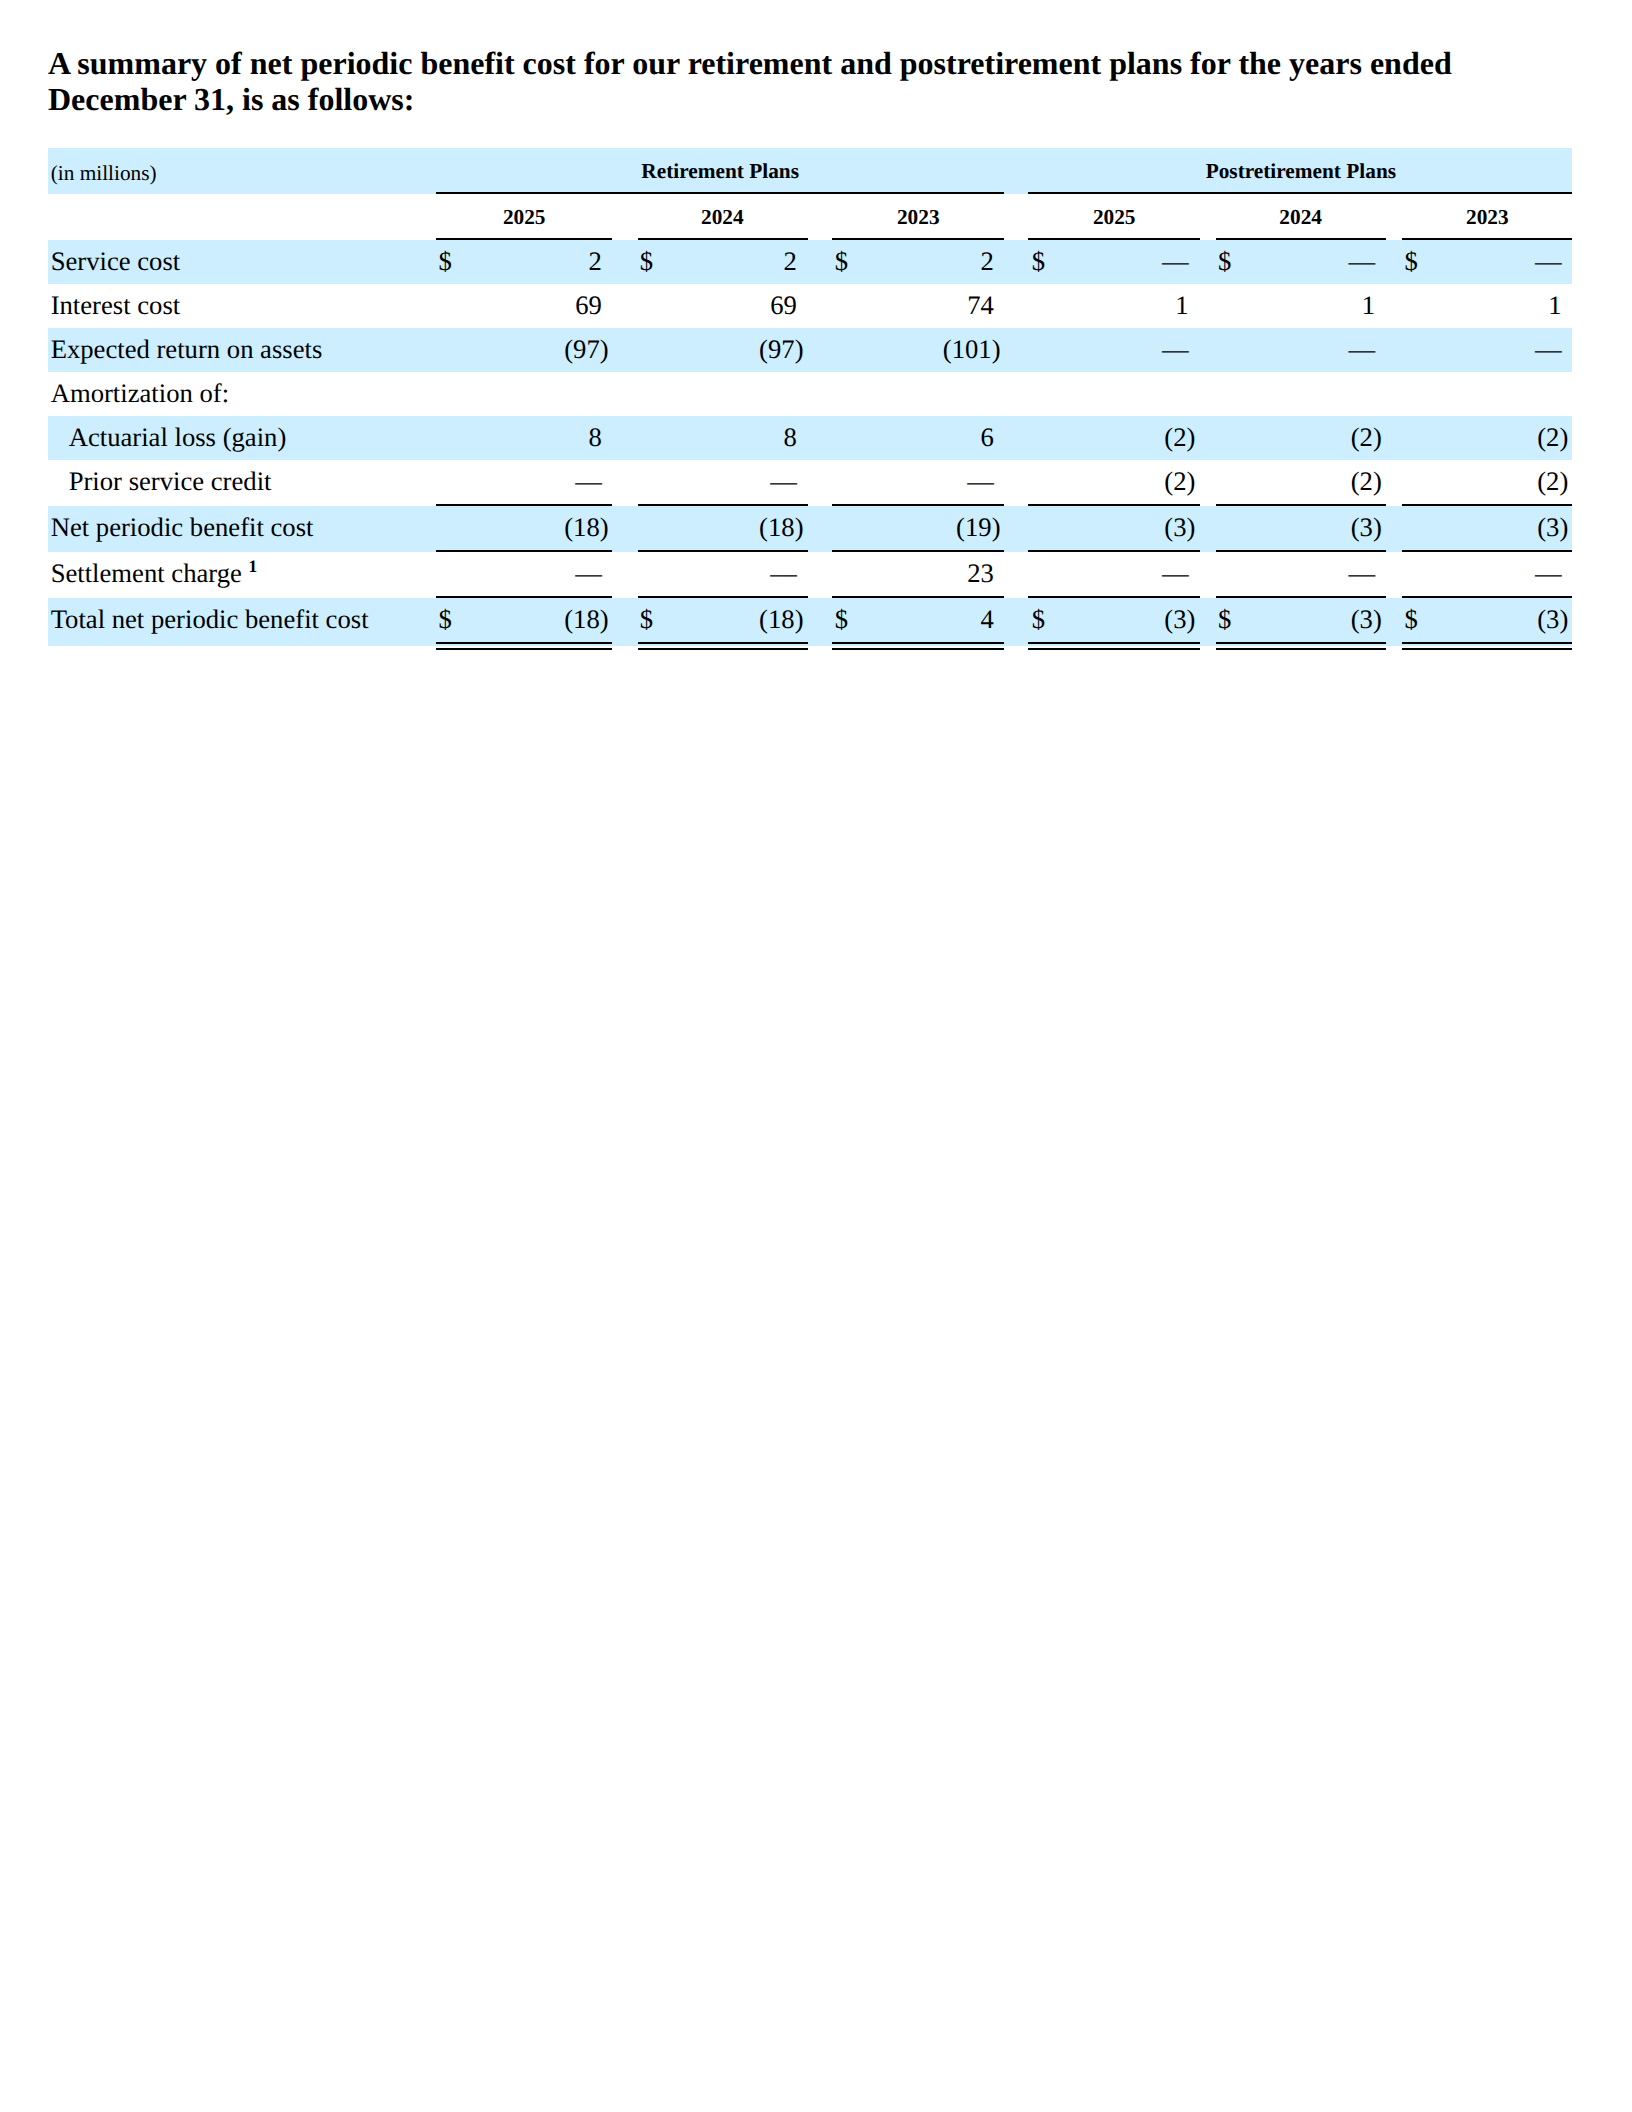 A summary of net periodic benefit cost for our retirement and postretirement plans for the years ended
December 31, is as follows:
(in millions) Retirement Plans Postretirement Plans
2025 2024 2023 2025 2024 2023
Service cost $ 2 $ 2 $ 2 $ — $ — $ —
Interest cost 69 69 74 1 1 1
Expected return on assets (97) (97) (101) — — —
Amortization of:
Actuarial loss (gain) 8 8 6 (2) (2) (2)
Prior service credit — — — (2) (2) (2)
Net periodic benefit cost (18) (18) (19) (3) (3) (3)
Settlement charge 1 — — 23 — — —
Total net periodic benefit cost $ (18) $ (18) $ 4 $ (3) $ (3) $ (3)